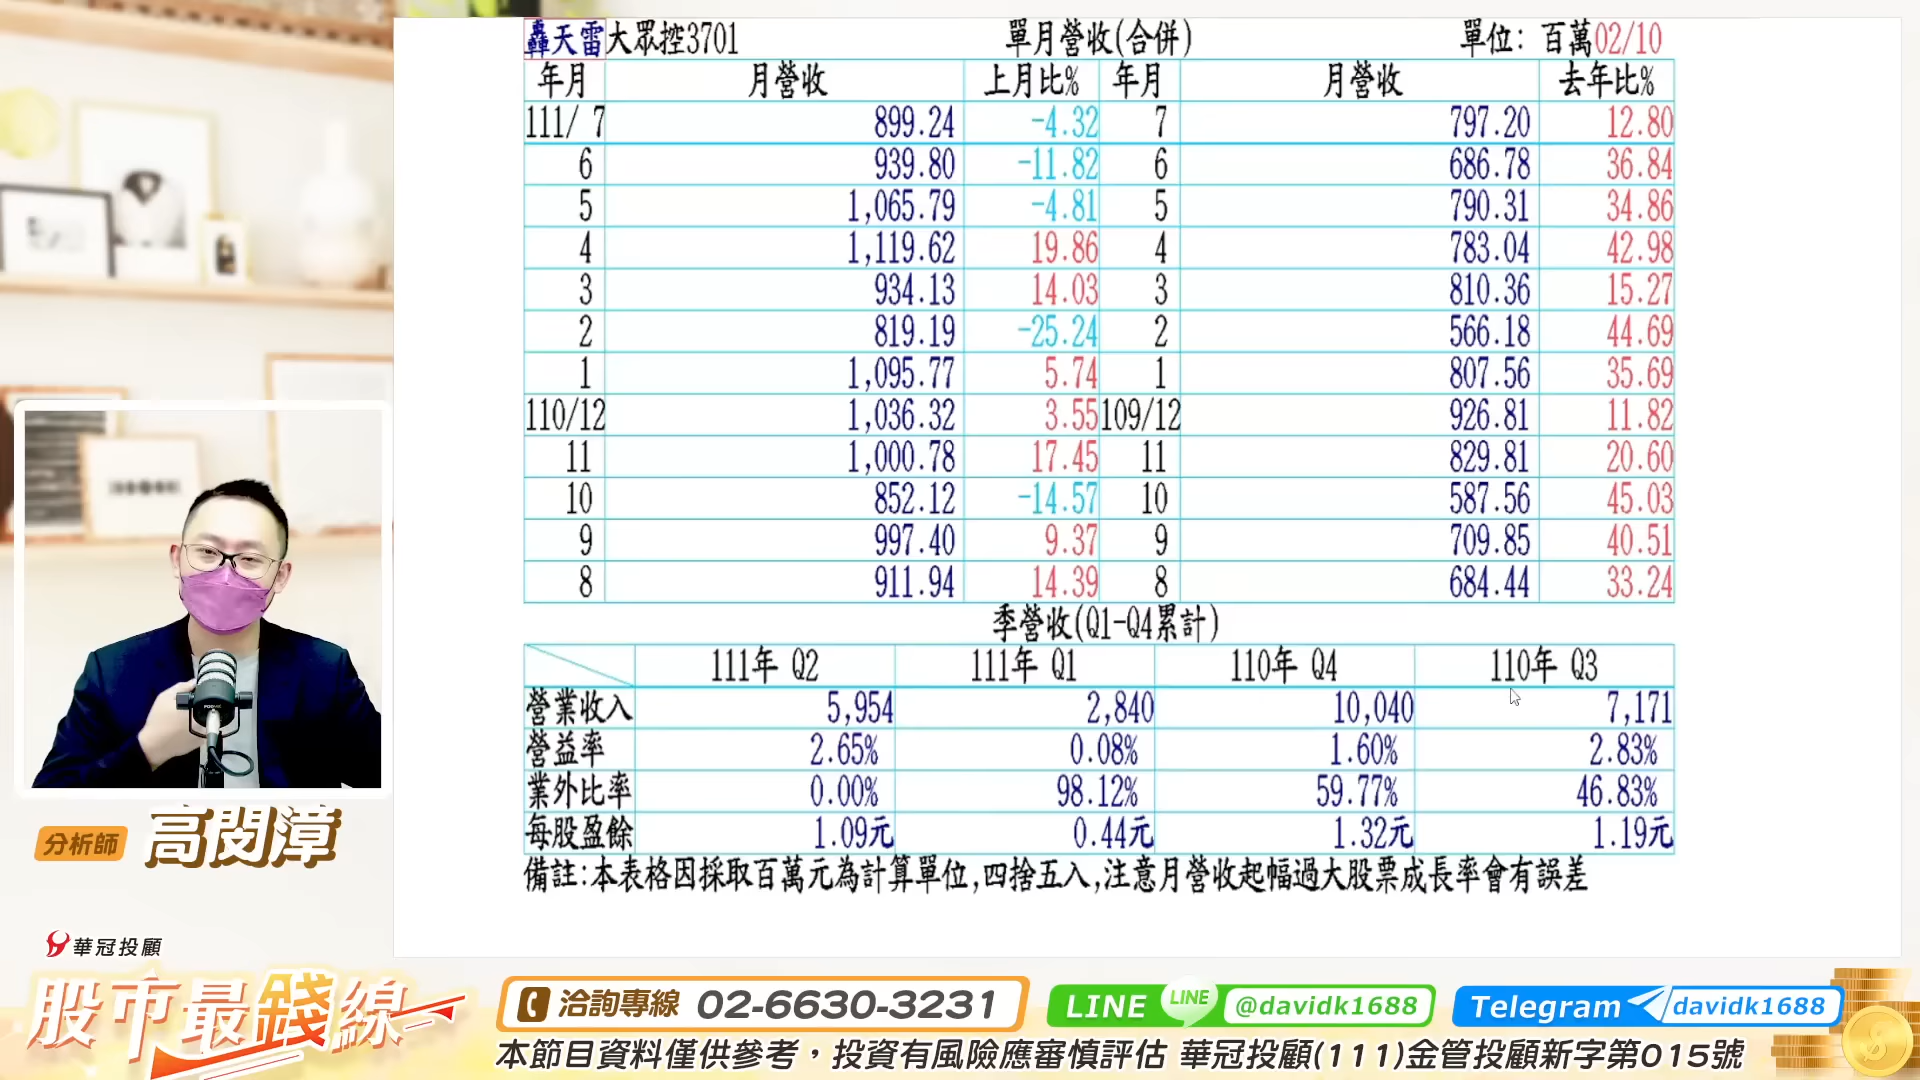 轟天雷大眾控3701 單月營收(合併) 單位: 百萬02/10
年月 月營收 上月比% 年月 月營收 去年比%
111/ 7 899.24 -4.32 7 797.20 12.80
6 939.80 -11.82 6 686.78 36.84
5 1,065.79 -4.81 5 790.31 34.86
4 1,119.62 19.86 4 783.04 42.98
3 934.13 14.03 3 810.36 15.27
2 819.19 -25.24 2 566.18 44.69
1 1,095.77 5.74 1 807.56 35.69
110/12 1,036.32 3.55 109/12 926.81 11.82
11 1,000.78 17.45 11 829.81 20.60
10 852.12 -14.57 10 587.56 45.03
9 997.40 9.37 9 709.85 40.51
8 911.94 14.39 8 684.44 33.24
季營收(Q1-Q4累計)
111年 Q2 111年 Q1 110年 Q4 110年 Q3
營業收入 5,954 2,840 10,040 7,171
營益率 2.65% 0.08% 1.60% 2.83%
業外比率 0.00% 98.12% 59.77% 46.83%
每股盈餘 1.09元 0.44元 1.32元 1.19元
備註:本表格因採取百萬元為計算單位,四捨五入,注意月營收起幅過大股票成長率會有誤差
分析師 高閔漳
華冠投顧
股市最錢線
洽詢專線 02-6630-3231 LINE LINE @davidk1688 Telegram davidk1688
本節目資料僅供參考，投資有風險應審慎評估 華冠投顧(111)金管投顧新字第015號